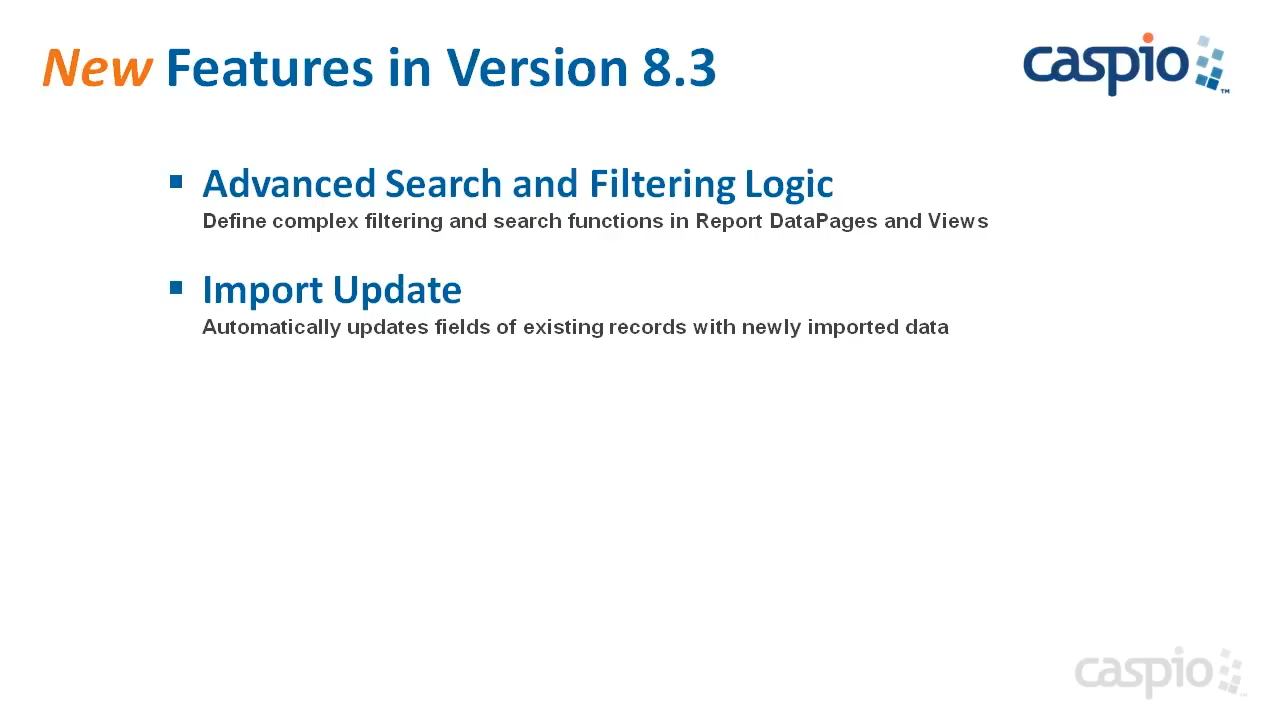 New Features in Version 8.3
caspio™
Advanced Search and Filtering Logic
Define complex filtering and search functions in Report DataPages and Views
Import Update
Automatically updates fields of existing records with newly imported data
caspio